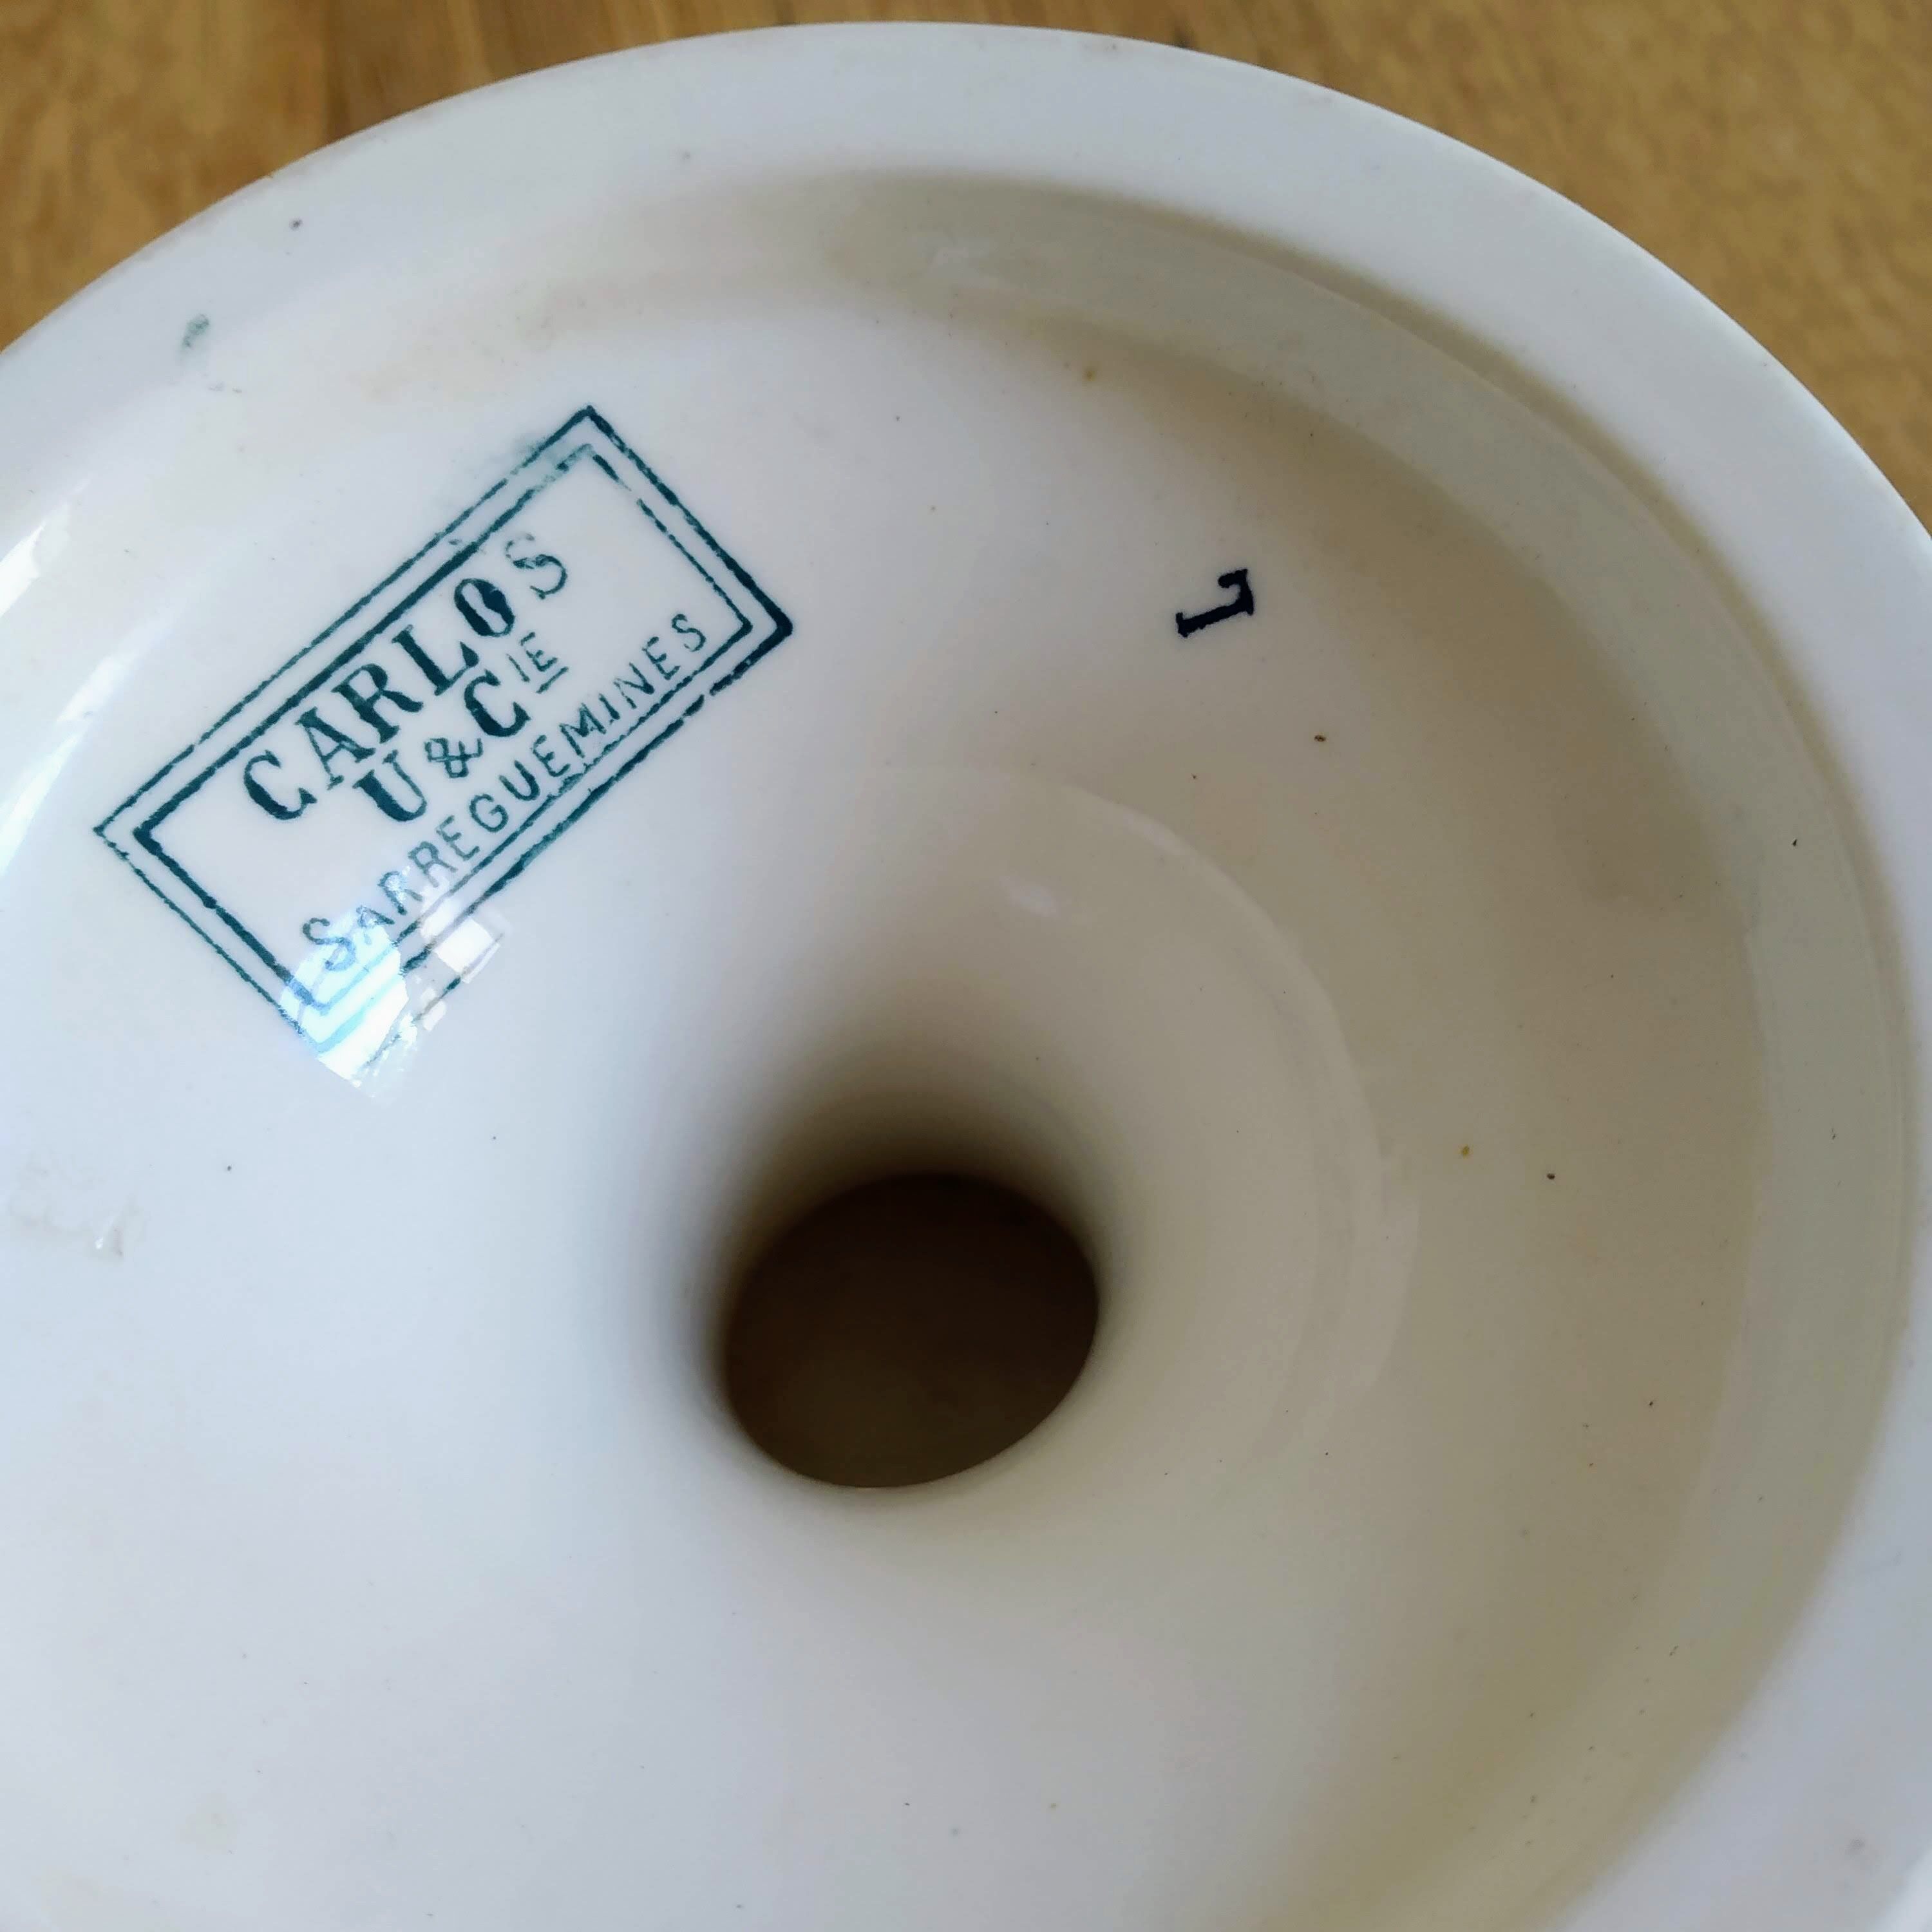 CARLOS
U & CIE
SARREGUEMINES
L